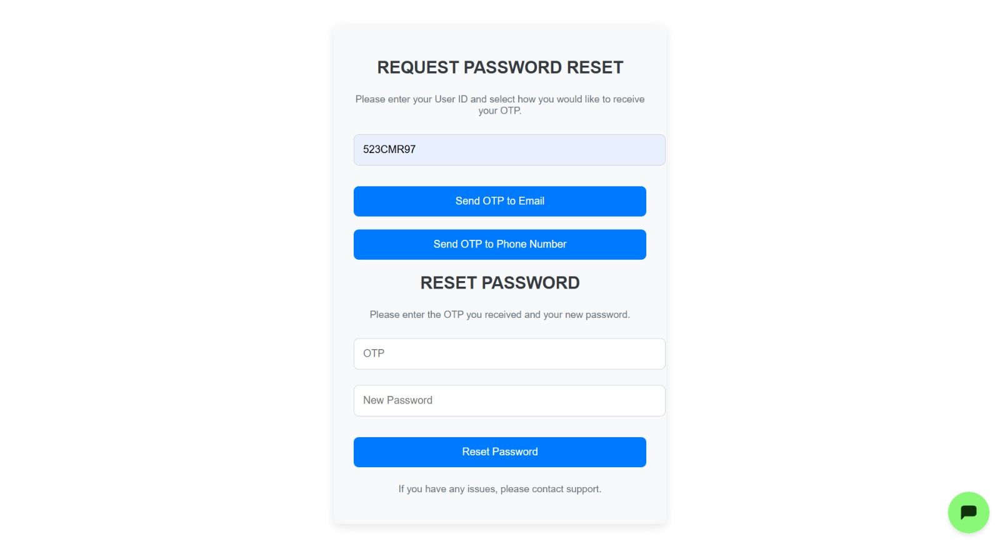 REQUEST PASSWORD RESET
Please enter your User ID and select how you would like to receive
your OTP.
523CMR97
Send OTP to Email
Send OTP to Phone Number
RESET PASSWORD
Please enter the OTP you received and your new password.
OTP
New Password
Reset Password
If you have any issues, please contact support.